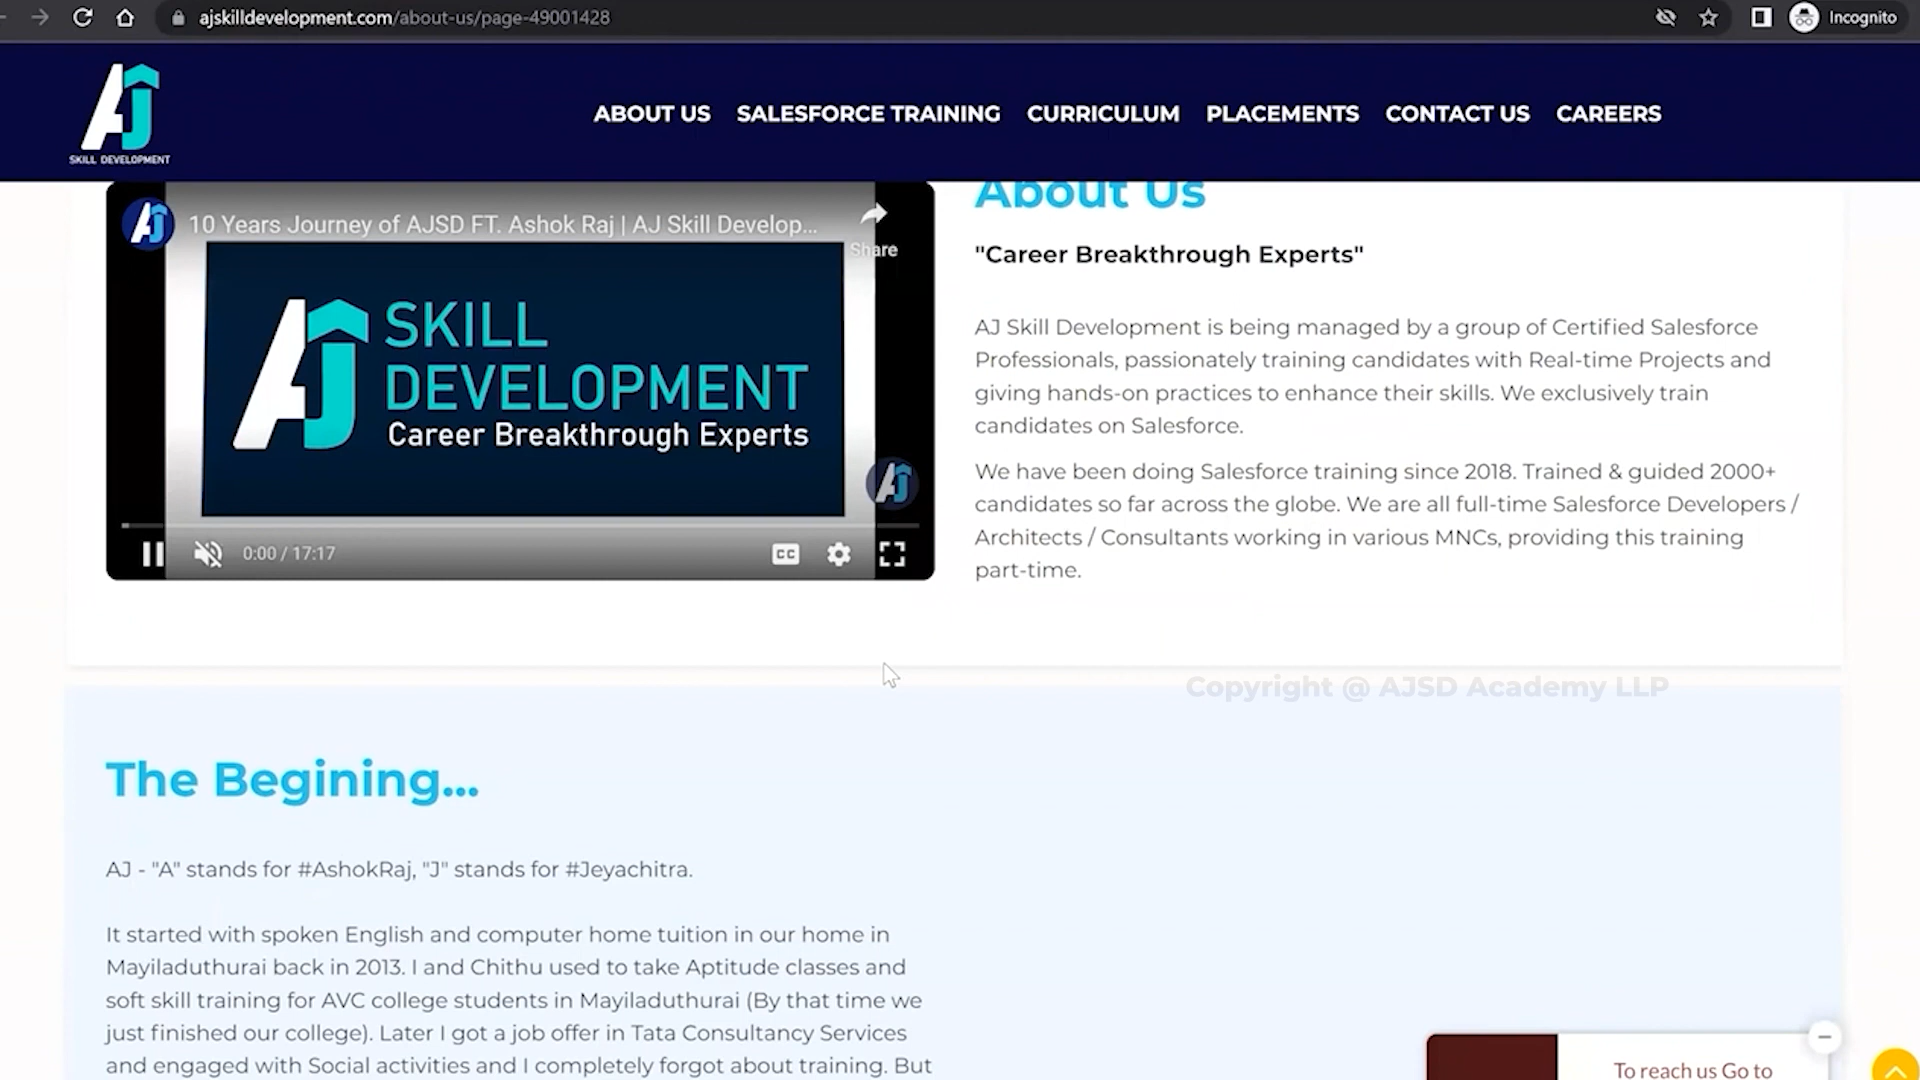 ajskilldevelopment.com/about-us/page-49001428
Incognito
AJ
SKILL DEVELOPMENT
ABOUT US SALESFORCE TRAINING CURRICULUM PLACEMENTS CONTACT US CAREERS
10 Years Journey of AJSD FT. Ashok Raj | AJ Skill Develop...
Share
AJ SKILL
DEVELOPMENT
Career Breakthrough Experts
AJ
0:00 / 17:17
CC
About Us
"Career Breakthrough Experts"
AJ Skill Development is being managed by a group of Certified Salesforce
Professionals, passionately training candidates with Real-time Projects and
giving hands-on practices to enhance their skills. We exclusively train
candidates on Salesforce.
We have been doing Salesforce training since 2018. Trained & guided 2000+
candidates so far across the globe. We are all full-time Salesforce Developers /
Architects / Consultants working in various MNCs, providing this training
part-time.
Copyright @ AJSD Academy LLP
The Begining...
AJ - "A" stands for #AshokRaj, "J" stands for #Jeyachitra.
It started with spoken English and computer home tuition in our home in
Mayiladuthurai back in 2013. I and Chithu used to take Aptitude classes and
soft skill training for AVC college students in Mayiladuthurai (By that time we
just finished our college). Later I got a job offer in Tata Consultancy Services
and engaged with Social activities and I completely forgot about training. But
To reach us Go to